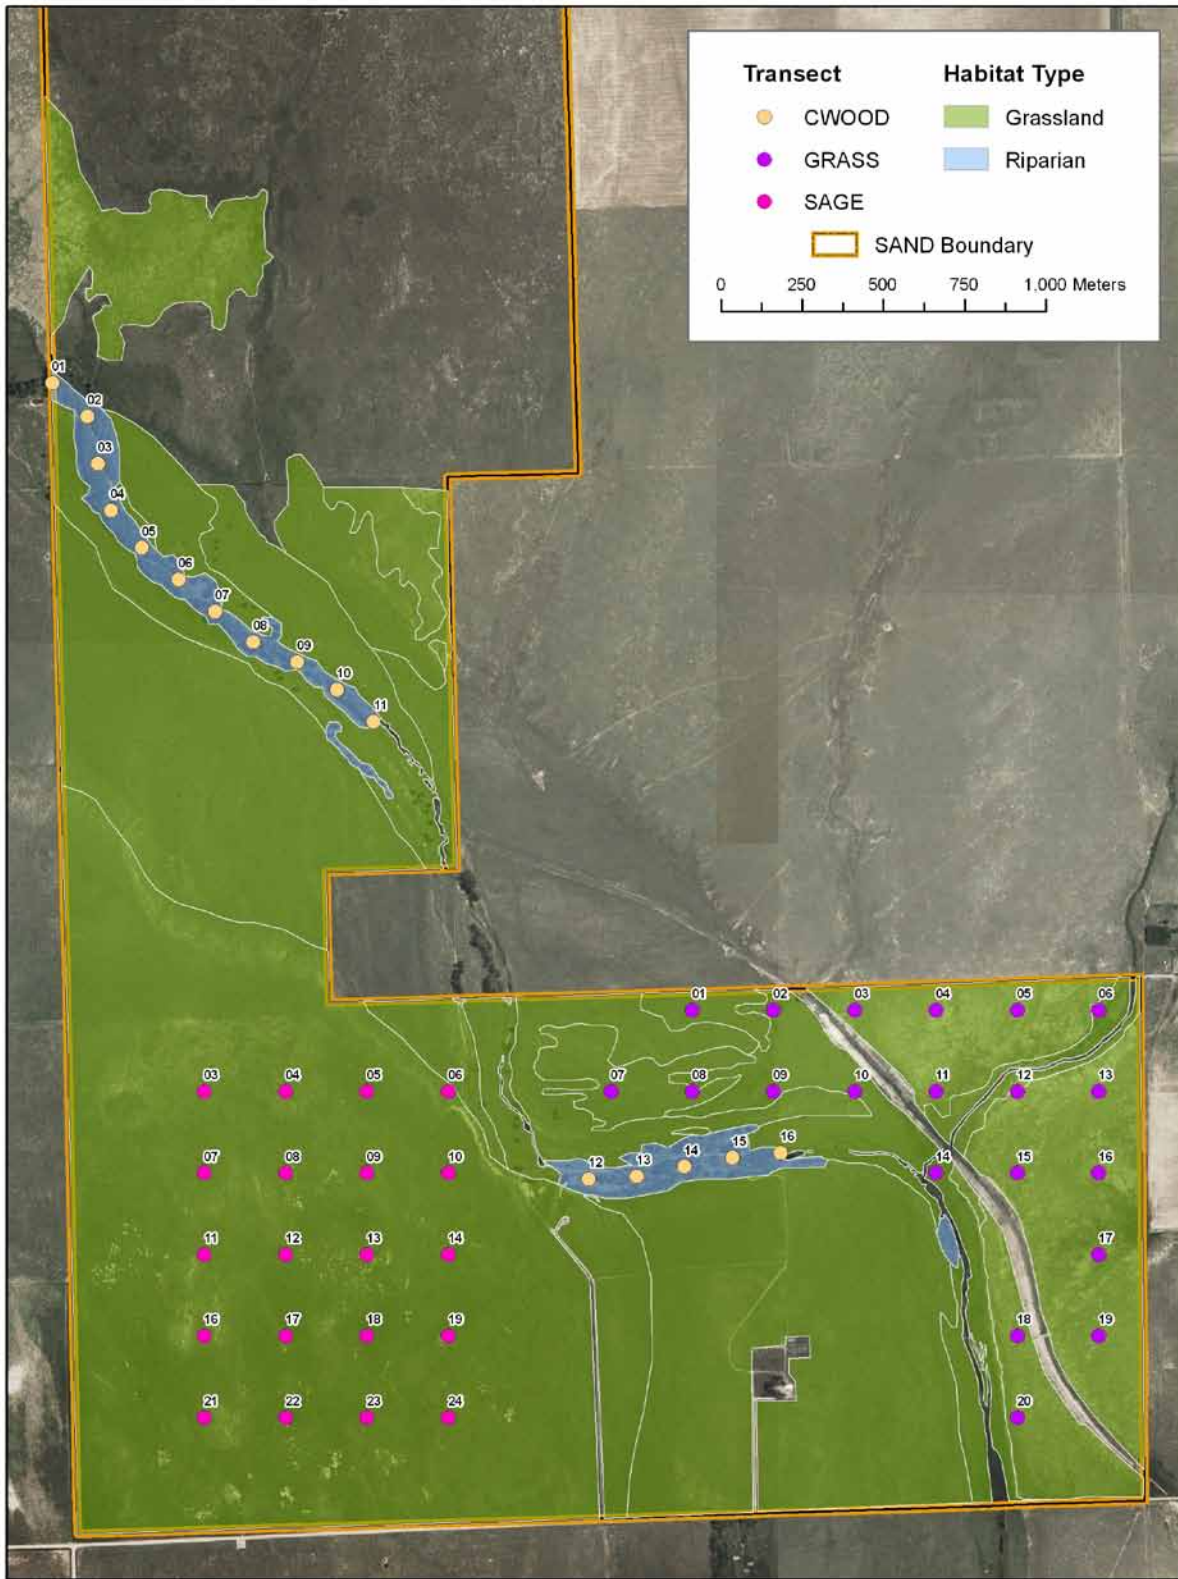 Transect Habitat Type
CWOOD Grassland
GRASS Riparian
SAGE
SAND Boundary
0 250 500 750 1,000 Meters
01
02
03
04
05
06
07
08
09
10
11
01 02 03 04 05 06
03 04 05 06
07 08 09 10 11 12 13
12 13 14 15 16
07 08 09 10
14 15 16
11 12 13 14
17
16 17 18 19
18 19
21 22 23 24
20